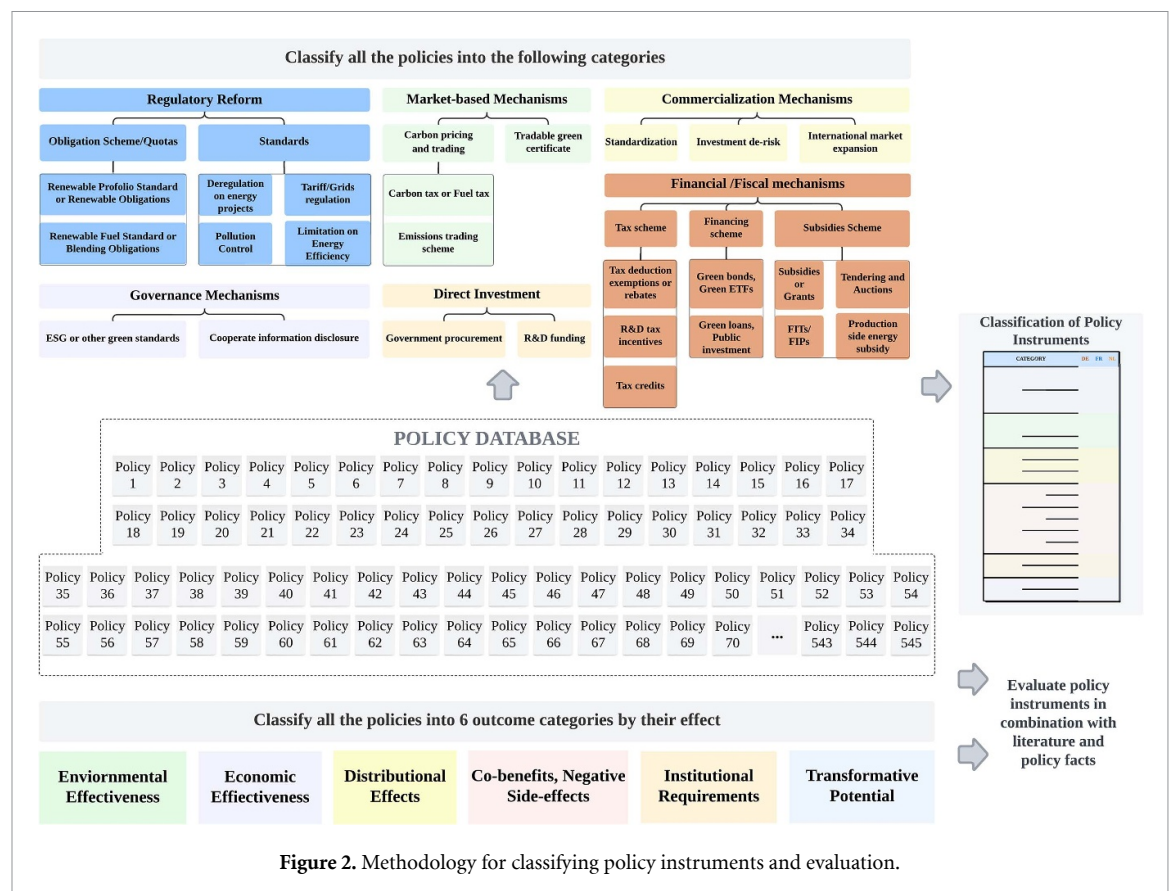 Classify all the policies into the following categories
Regulatory Reform
Obligation Scheme/Quotas
Standards
Renewable Profolio Standard
or Renewable Obligations
Deregulation
on energy
projects
Tariff/Grids
regulation
Renewable Fuel Standard or
Blending Obligations
Pollution
Control
Limitation on
Energy
Efficiency
Market-based Mechanisms
Carbon pricing
and trading
Tradable green
certificate
Carbon tax or Fuel tax
Emissions trading
scheme
Commercialization Mechanisms
Standardization
Investment de-risk
International market
expansion
Financial /Fiscal mechanisms
Tax scheme
Financing
scheme
Subsidies Scheme
Tax deduction
exemptions or
rebates
R&D tax
incentives
Tax credits
Green bonds,
Green ETFs
Green loans,
Public
investment
Subsidies
or
Grants
Tendering and
Auctions
FITs/
FIPs
Production
side energy
subsidy
Governance Mechanisms
ESG or other green standards
Cooperate information disclosure
Direct Investment
Government procurement
R&D funding
Classification of Policy
Instruments
CATEGORY DE FR NL
POLICY DATABASE
Policy Policy Policy Policy Policy Policy Policy Policy Policy Policy Policy Policy Policy Policy Policy Policy Policy
1 2 3 4 5 6 7 8 9 10 11 12 13 14 15 16 17
Policy Policy Policy Policy Policy Policy Policy Policy Policy Policy Policy Policy Policy Policy Policy Policy Policy
18 19 20 21 22 23 24 25 26 27 28 29 30 31 32 33 34
Policy Policy Policy Policy Policy Policy Policy Policy Policy Policy Policy Policy Policy Policy Policy Policy Policy Policy Policy Policy
35 36 37 38 39 40 41 42 43 44 45 46 47 48 49 50 51 52 53 54
Policy Policy Policy Policy Policy Policy Policy Policy Policy Policy Policy Policy Policy Policy Policy Policy ... Policy Policy Policy
55 56 57 58 59 60 61 62 63 64 65 66 67 68 69 70 543 544 545
Classify all the policies into 6 outcome categories by their effect
Enviornmental
Effectiveness
Economic
Effiectiveness
Distributional
Effects
Co-benefits, Negative
Side-effects
Institutional
Requirements
Transformative
Potential
Evaluate policy
instruments in
combination with
literature and
policy facts
Figure 2. Methodology for classifying policy instruments and evaluation.